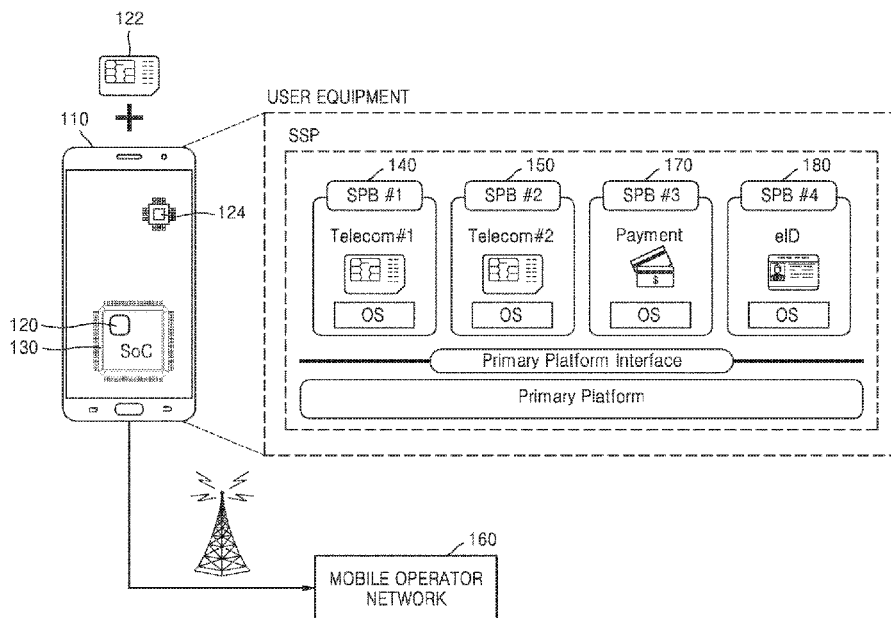 122
USER EQUIPMENT
110
SSP
140 150 170 180
SPB #1 SPB #2 SPB #3 SPB #4
124
Telecom#1 Telecom#2 Payment eID
$
120
OS OS OS OS
130
SoC
Primary Platform Interface
Primary Platform
160
MOBILE OPERATOR
NETWORK